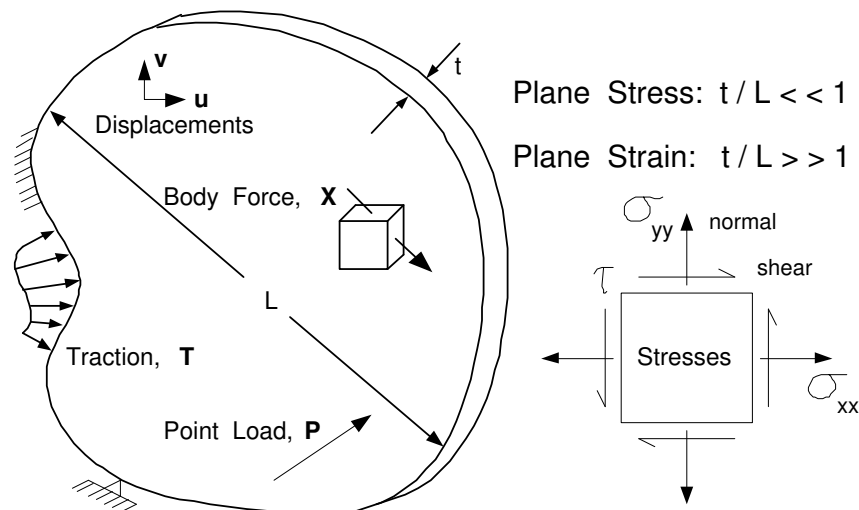 v
t
u
Displacements
Plane Stress: t / L < < 1
Plane Strain: t / L > > 1
Body Force, X
σyy normal
τ shear
L
Stresses
Traction, T
σxx
Point Load, P